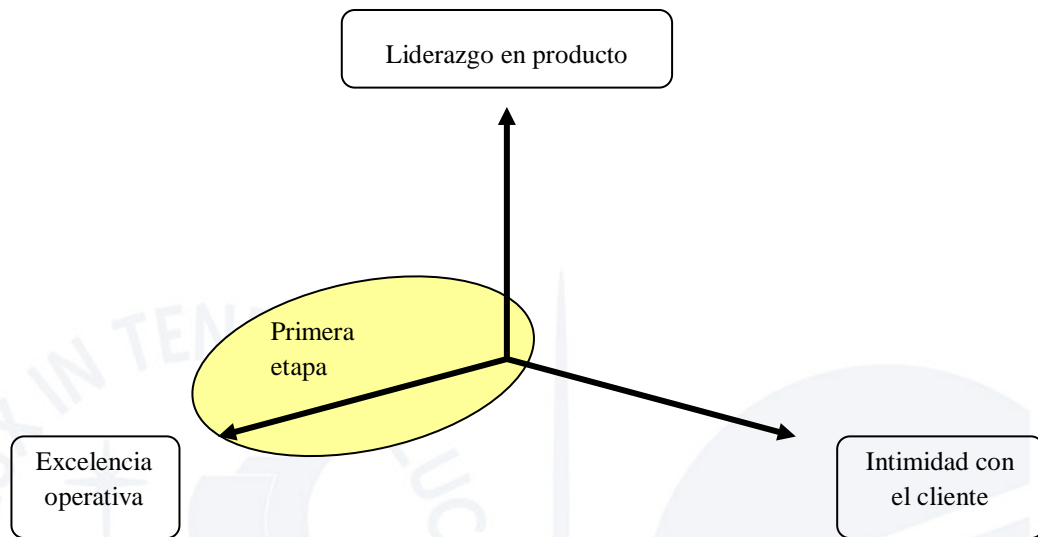 Liderazgo en producto
Primera
etapa
Excelencia
operativa
Intimidad con
el cliente